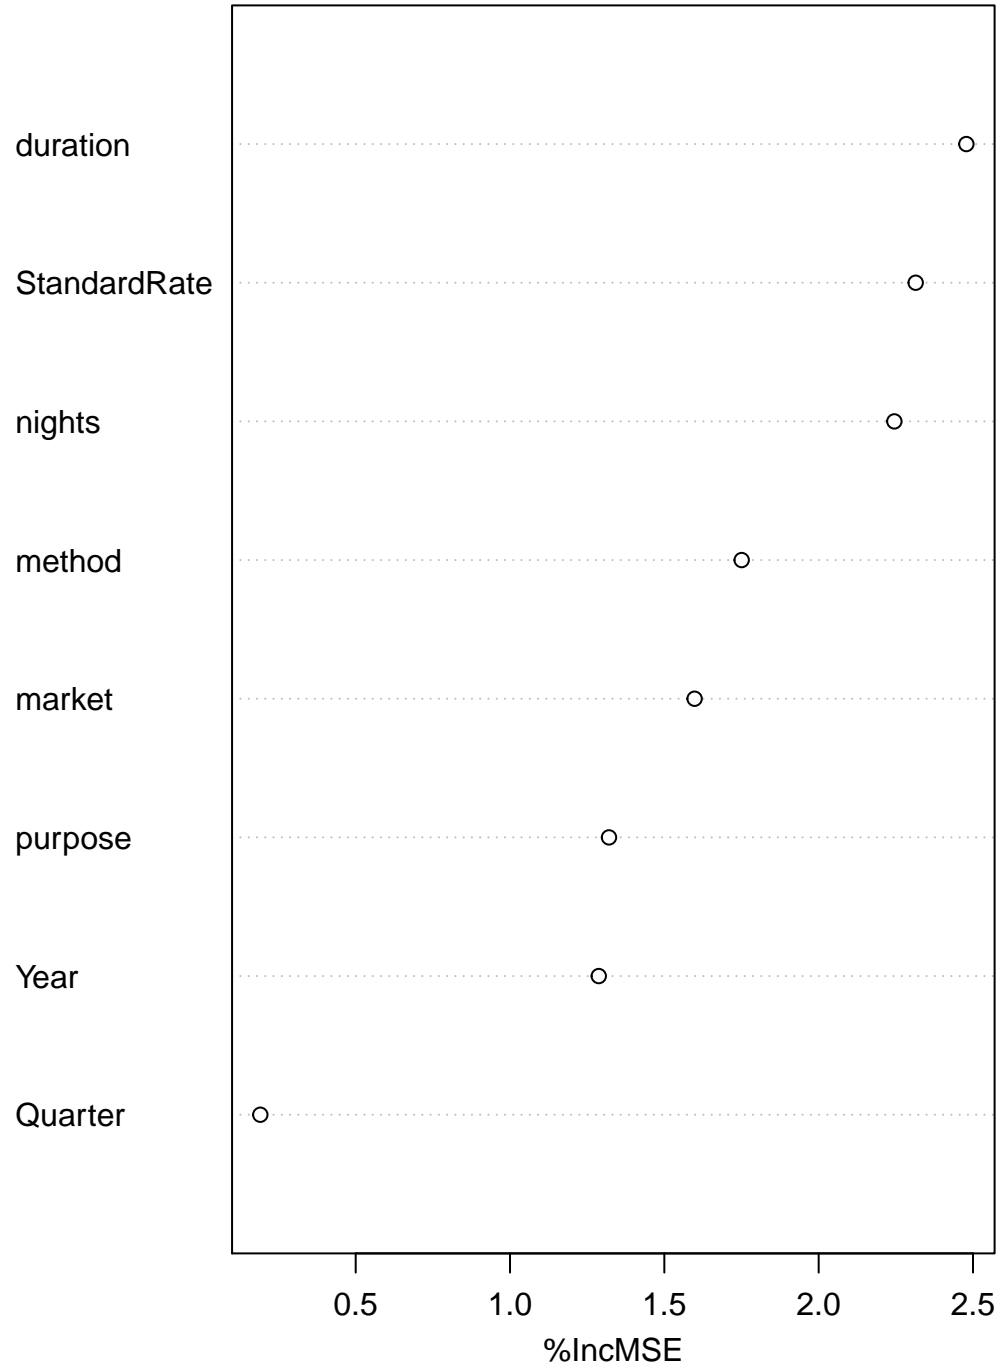 duration
StandardRate
nights
method
market
purpose
Year
Quarter
0.5 1.0 1.5 2.0 2.5
%IncMSE